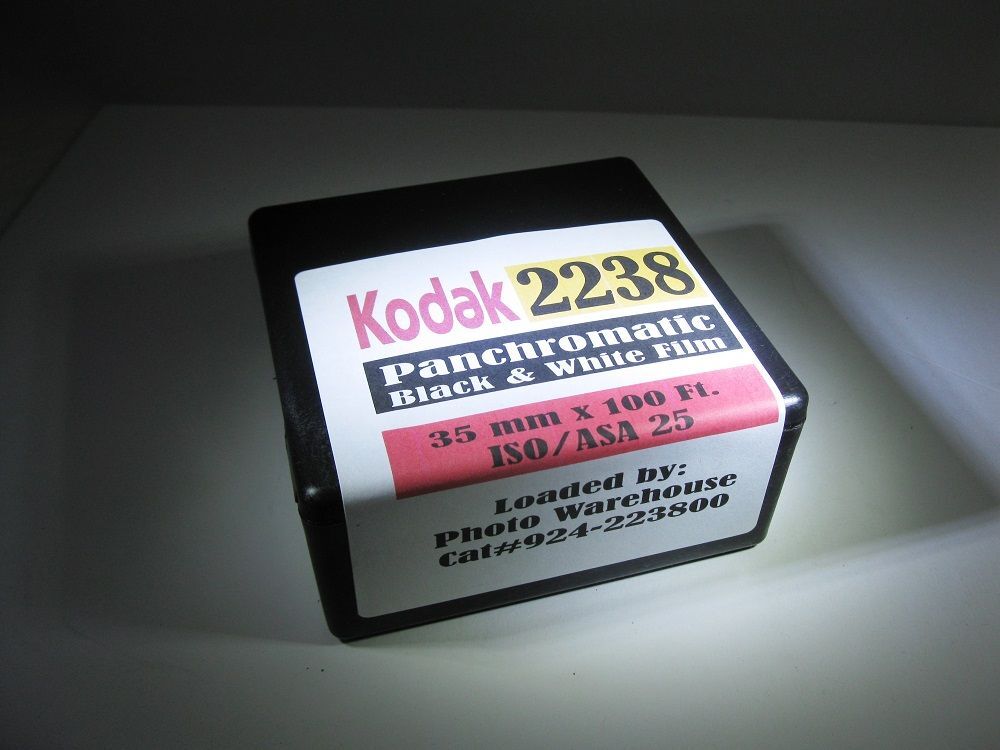 Kodak 2238
Panchromatic
Black & White Film
35 mm x 100 Ft.
ISO/ASA 25
Loaded by:
Photo Warehouse
Cat#924-223800